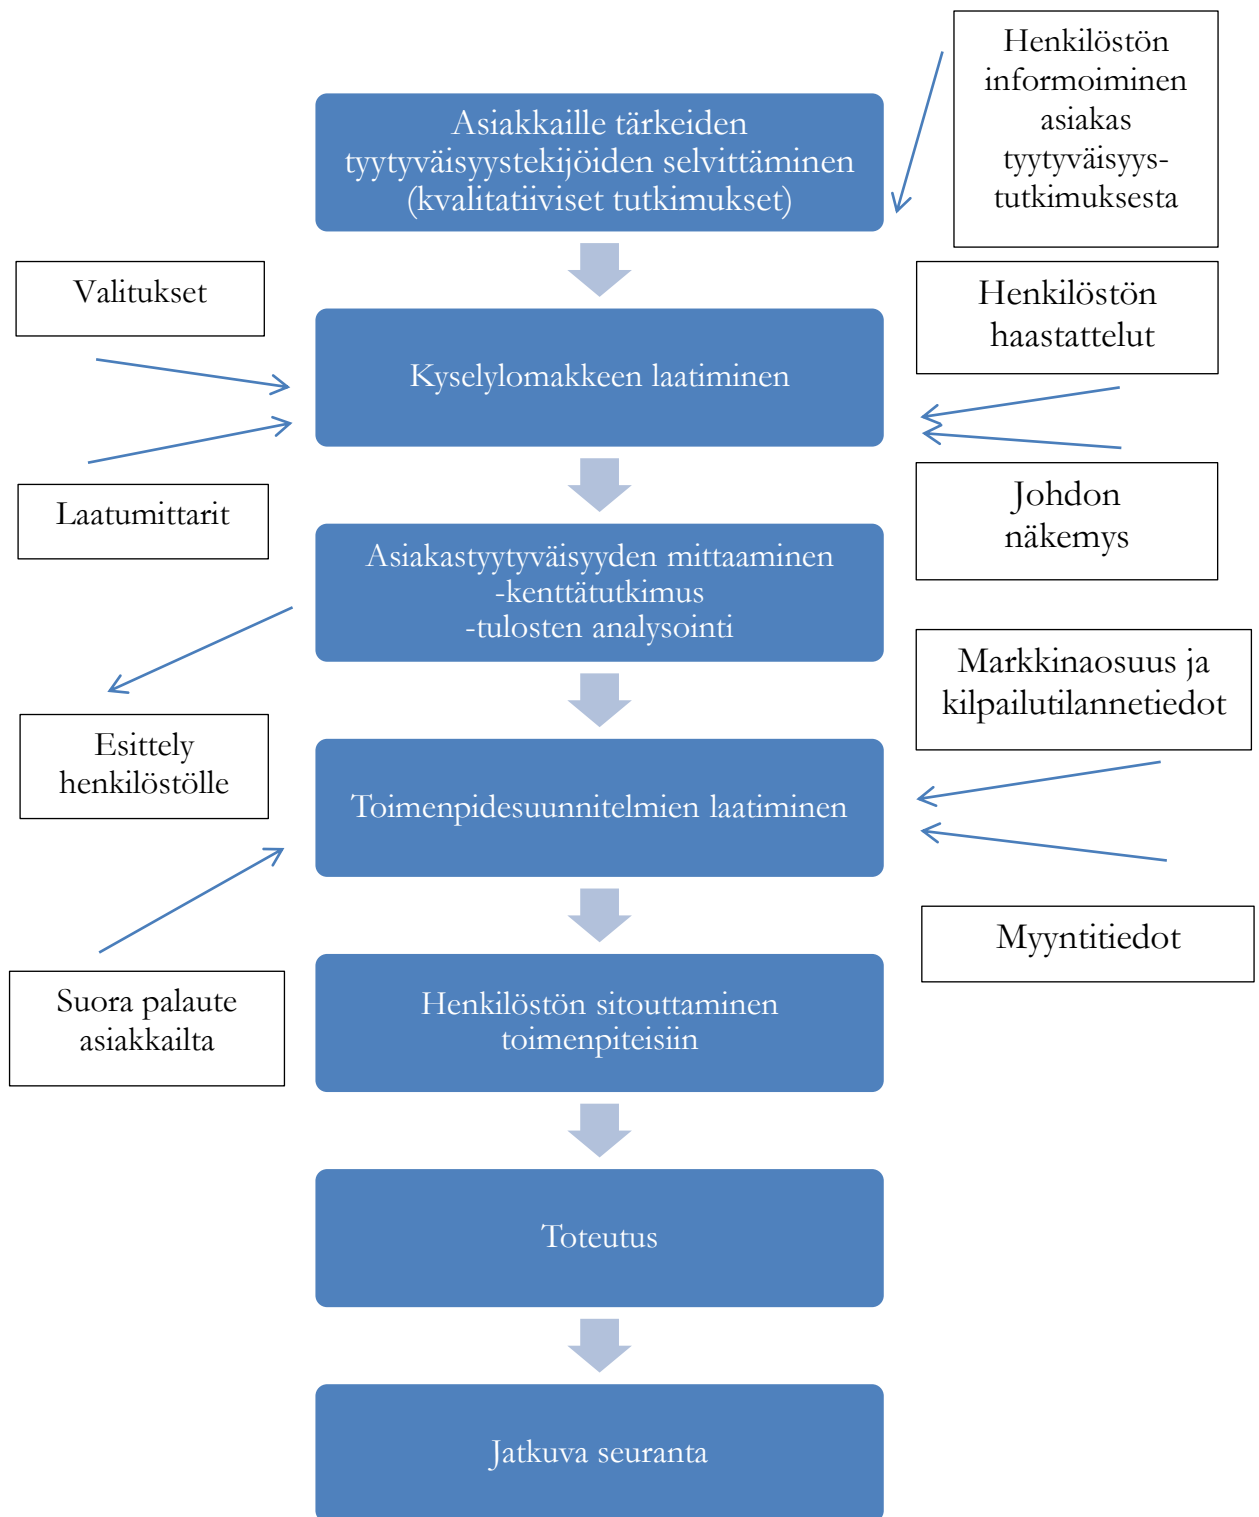 Henkilöstön
informoiminen
asiakas
tyytyväisyys-
tutkimuksesta
Asiakkaille tärkeiden
tyytyväisyystekijöiden selvittäminen
(kvalitatiiviset tutkimukset)
Valitukset
Henkilöstön
haastattelut
Kyselylomakkeen laatiminen
Laatumittarit
Johdon
näkemys
Asiakastyytyväisyyden mittaaminen
-kenttätutkimus
-tulosten analysointi
Markkinaosuus ja
kilpailutilannetiedot
Esittely
henkilöstölle
Toimenpidesuunnitelmien laatiminen
Myyntitiedot
Suora palaute
asiakkailta
Henkilöstön sitouttaminen
toimenpiteisiin
Toteutus
Jatkuva seuranta